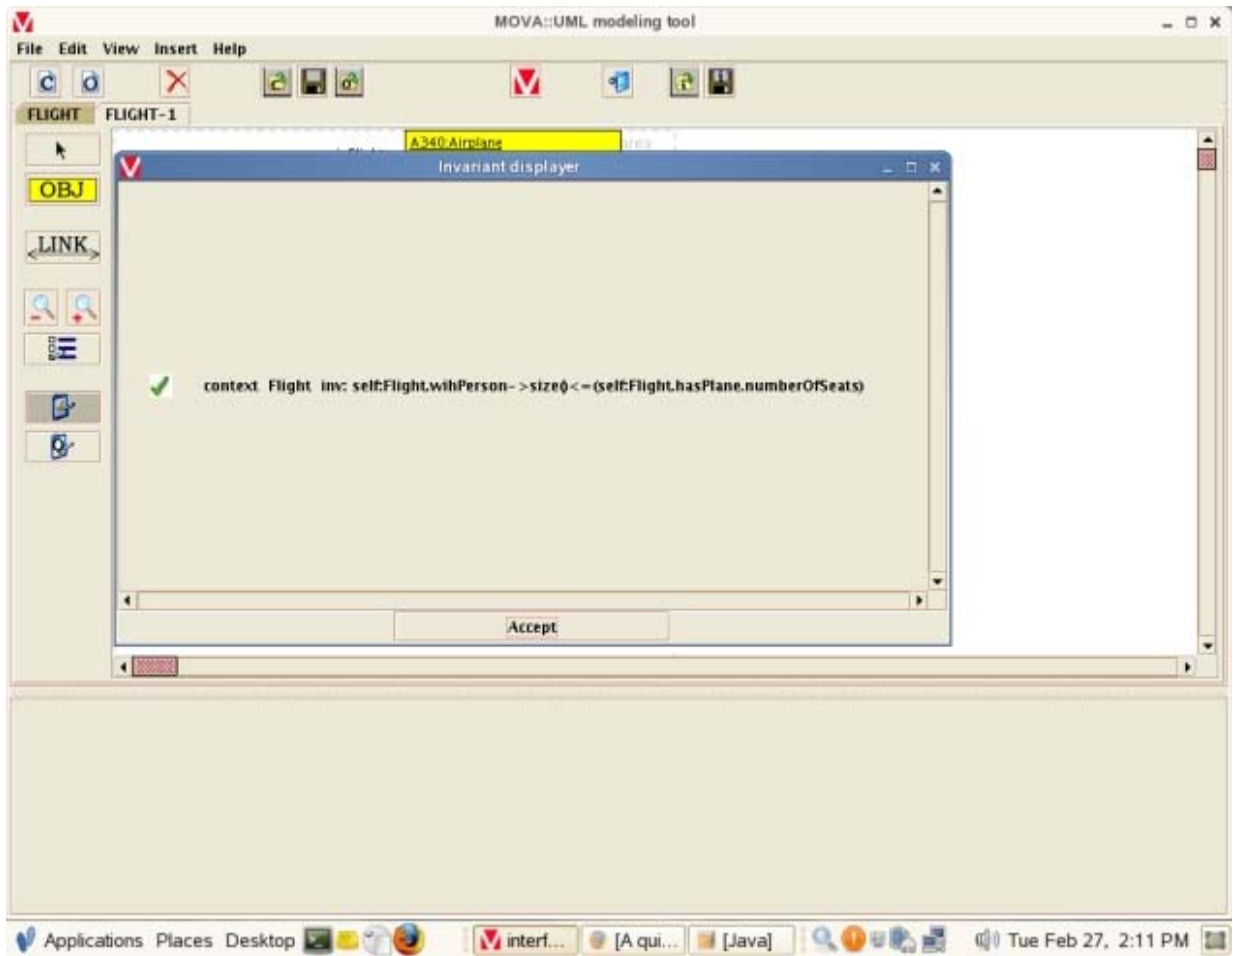 MOVA::UML modeling tool
File Edit View Insert Help
C O
FLIGHT FLIGHT-1
A340:Airplane
Invariant displayer
OBJ
<LINK>
context Flight inv: self:Flight.wihPerson->size()<=(self:Flight.hasPlane.numberOfSeats)
Accept
Applications Places Desktop interf... [A qui... [Java] Tue Feb 27, 2:11 PM